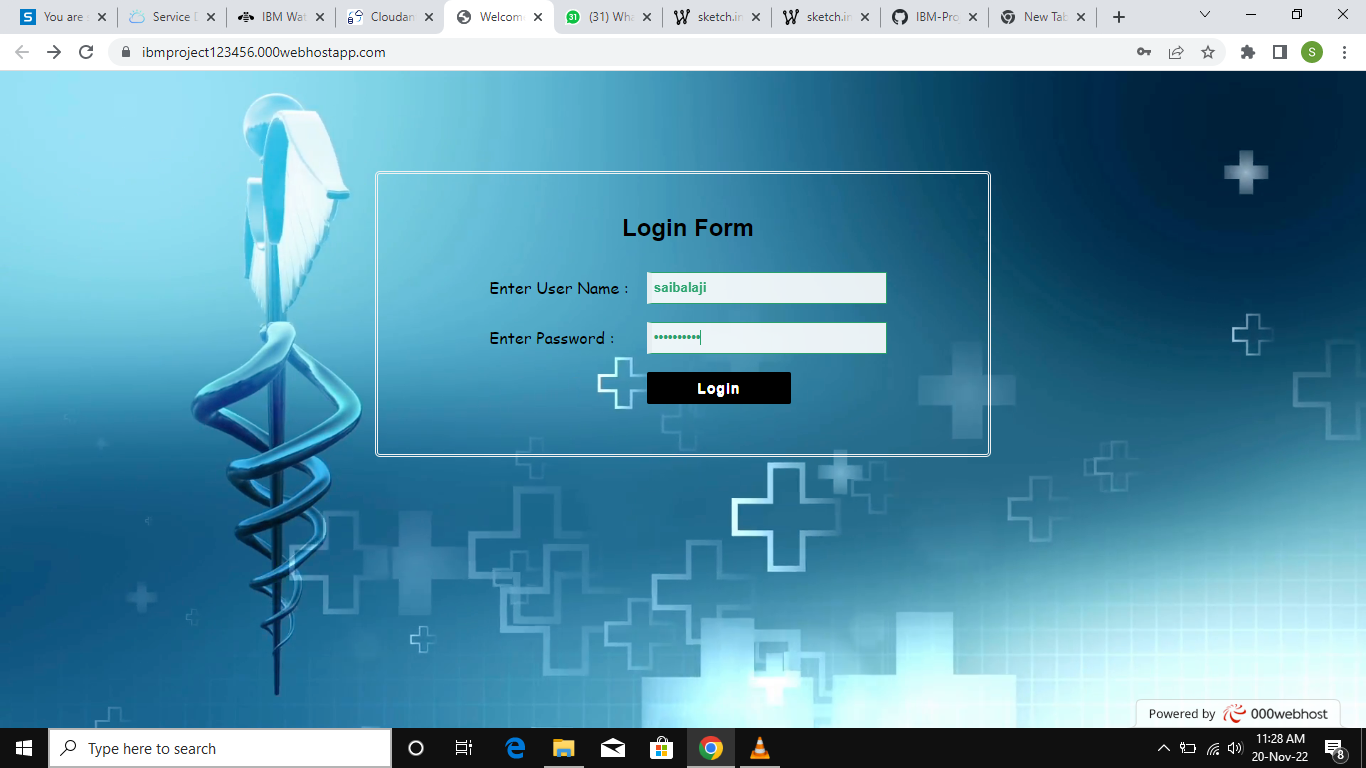 You are
Service D
IBM Wat
Cloudan
Welcom
(31) Wha
sketch.in
sketch.in
IBM-Pro
New Tab
ibmproject123456.000webhostapp.com
S
Login Form
Enter User Name :
saibalaji
Enter Password :
••••••••••
Login
Powered by 000webhost
Type here to search
11:28 AM
20-Nov-22
8